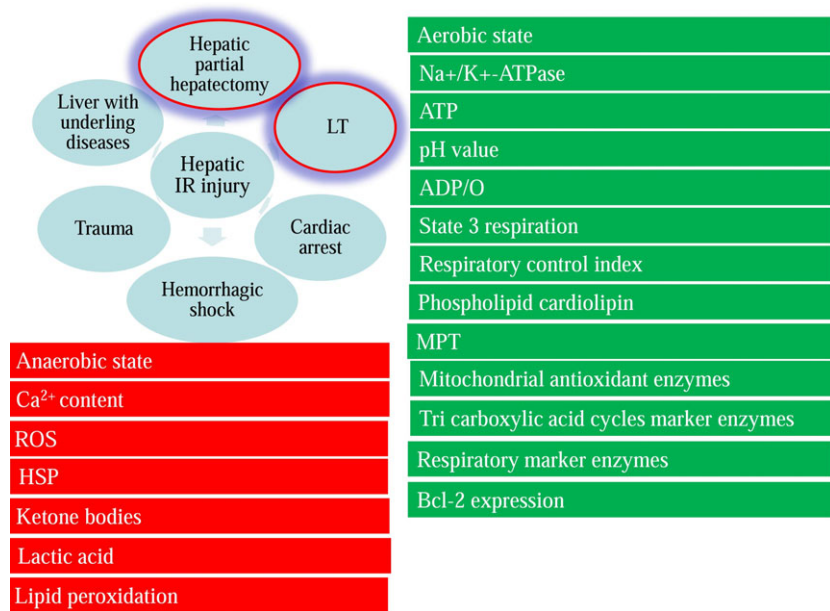 Hepatic
partial
hepatectomy
Liver with
underling
diseases
LT
Hepatic
IR injury
Trauma
Cardiac
arrest
Hemorrhagic
shock
Anaerobic state
Ca²⁺ content
ROS
HSP
Ketone bodies
Lactic acid
Lipid peroxidation
Aerobic state
Na+/K+-ATPase
ATP
pH value
ADP/O
State 3 respiration
Respiratory control index
Phospholipid cardiolipin
MPT
Mitochondrial antioxidant enzymes
Tri carboxylic acid cycles marker enzymes
Respiratory marker enzymes
Bcl-2 expression